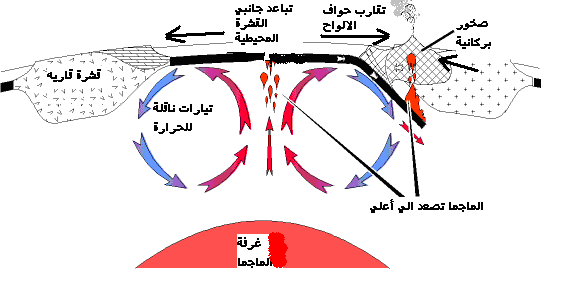 تباعد جانبي
القشرة
المحيطية
تقارب حواف
الالواح
صخور
بركانية
قشرة قاريه
تيارات ناقلة
للحرارة
الماجما تصعد الي أعلي
غرفة
الماجما